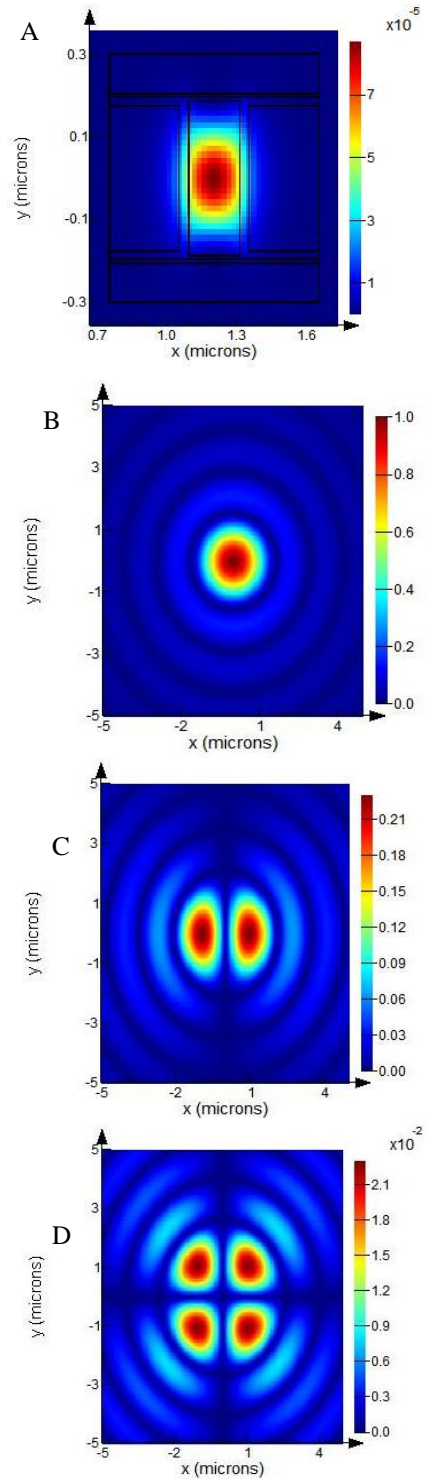 A
x10 -5
0.3
0.1
-0.1
-0.3
7
5
3
1
0.7 1.0 1.3 1.6
x (microns)
y (microns)
B
5
3
1
-1
-3
-5
1.0
0.8
0.6
0.4
0.2
0.0
-5 -2 1 4
x (microns)
y (microns)
C
5
3
1
-1
-3
-5
0.21
0.18
0.15
0.12
0.09
0.06
0.03
0.00
-5 -2 1 4
x (microns)
y (microns)
D
x10 -2
5
3
1
-1
-3
-5
2.1
1.8
1.5
1.2
0.9
0.6
0.3
0.0
-5 -2 1 4
x (microns)
y (microns)